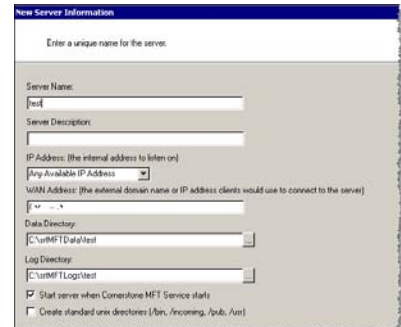 New Server Information
Enter a unique name for the server.
Server Name:
test
Server Description:
IP Address: (the internal address to listen on)
Any Available IP Address
WAN Address: (the external domain name or IP address clients would use to connect to the server)
Data Directory:
C:\srtMFTData\test
...
Log Directory:
C:\srtMFTLogs\test
...
Start server when Cornerstone MFT Service starts
Create standard unix directories (/bin, /incoming, /pub, /usr)